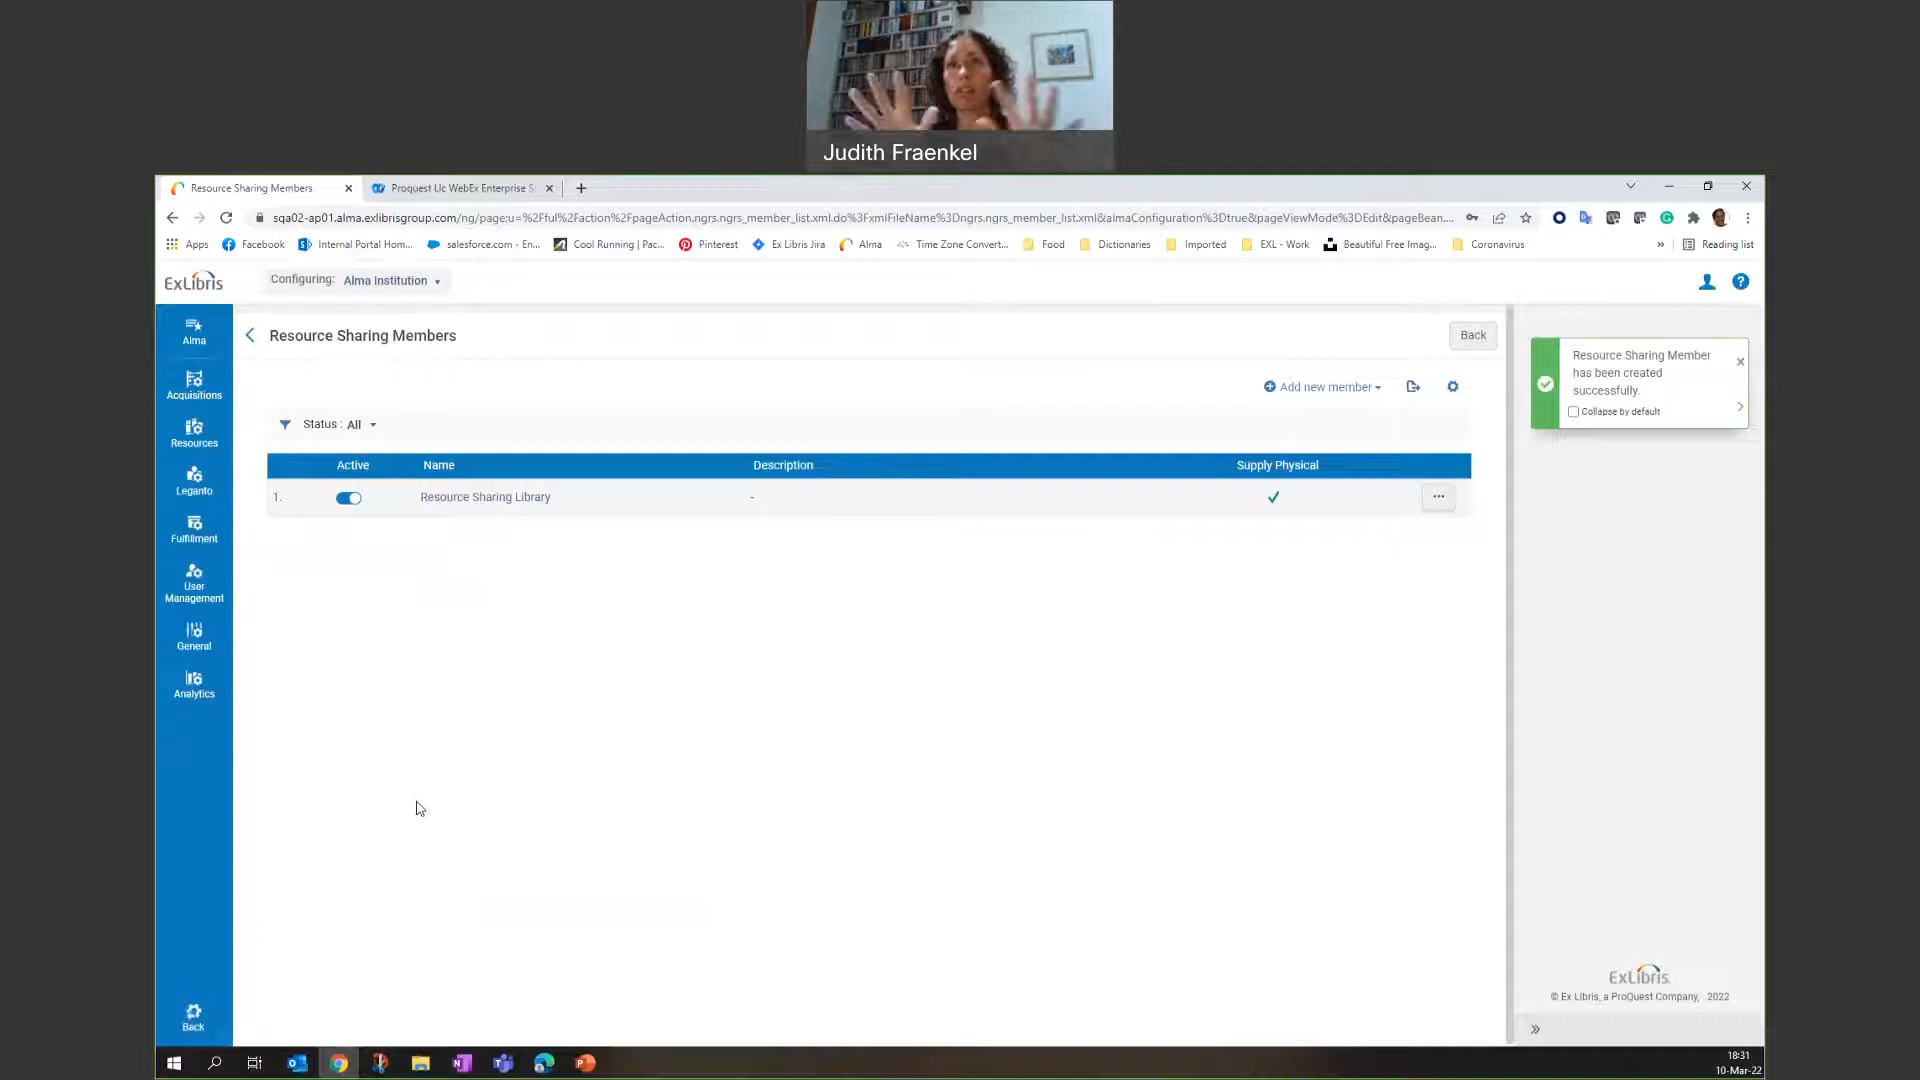 Judith Fraenkel
Resource Sharing Members
Proquest Llc WebEx Enterprise S
sqa02-ap01.alma.exlibrisgroup.com/ng/page;u=%2Ful%2Faction%2FpageAction.ngrs.ngrs_member_list.xml.do%3FxmlFileName%3Dngrs.ngrs_member_list.xml&almaConfiguration%3Dtrue&pageViewMode%3DEdit&pageBean....
Apps Facebook Internal Portal Hom... salesforce.com - En... Cool Running | Pac... Pinterest Ex Libris Jira Alma Time Zone Convert... Food Dictionaries Imported EXL - Work Beautiful Free Imag... Coronavirus » Reading list
ExLibris
Configuring: Alma Institution
Alma
Acquisitions
Resources
Leganto
Fulfillment
User
Management
General
Analytics
Back
Resource Sharing Members
Back
Add new member
Status : All
Active Name Description Supply Physical
1. Resource Sharing Library -
Resource Sharing Member
has been created
successfully.
Collapse by default
ExLibris
© Ex Libris, a ProQuest Company, 2022
18:31
10-Mar-22